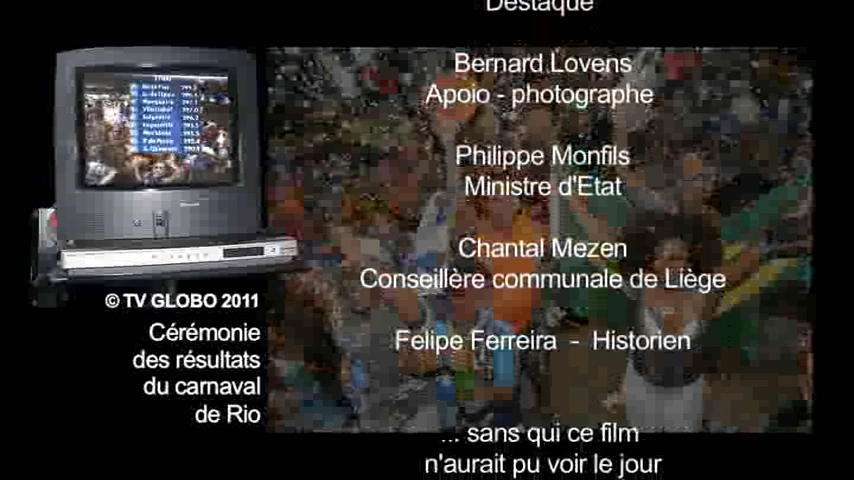 Destaque
Bernard Lovens
Apoio - photographe
Philippe Monfils
Ministre d'Etat
Chantal Mezen
Conseillère communale de Liège
Felipe Ferreira - Historien
... sans qui ce film
n'aurait pu voir le jour
© TV GLOBO 2011
Cérémonie
des résultats
du carnaval
de Rio